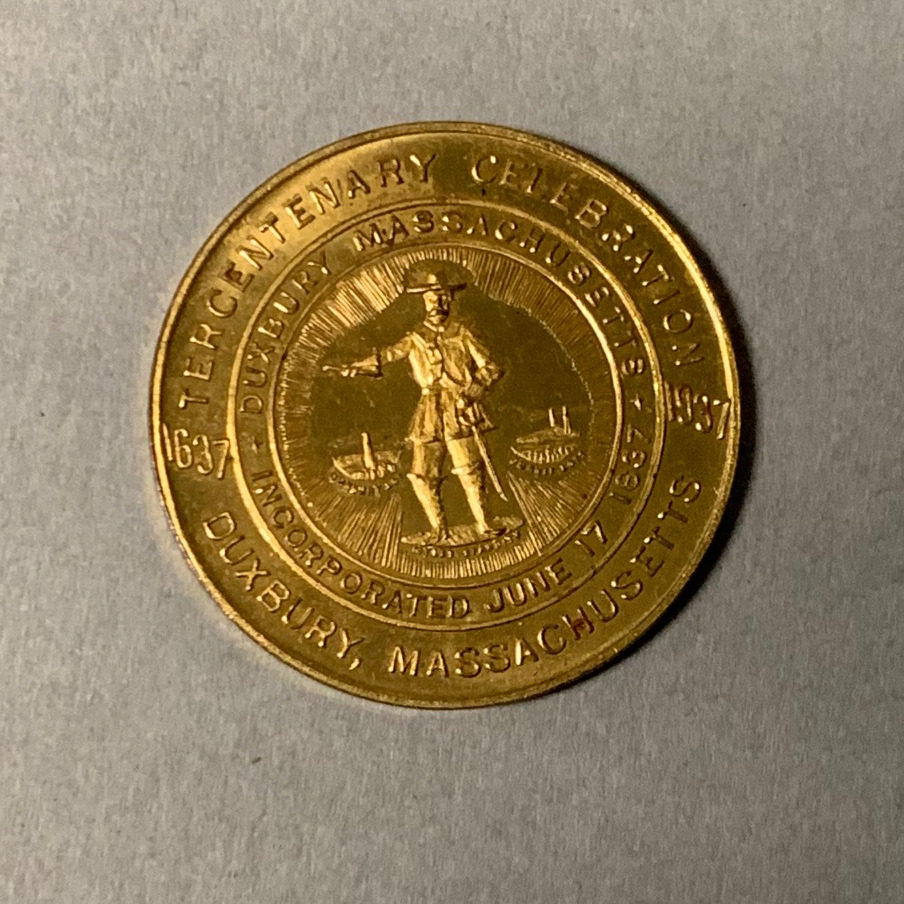 TERCENTENARY CELEBRATION
1637
1937
DUXBURY, MASSACHUSETTS
DUXBURY MASSACHUSETTS
INCORPORATED JUNE 17 1637